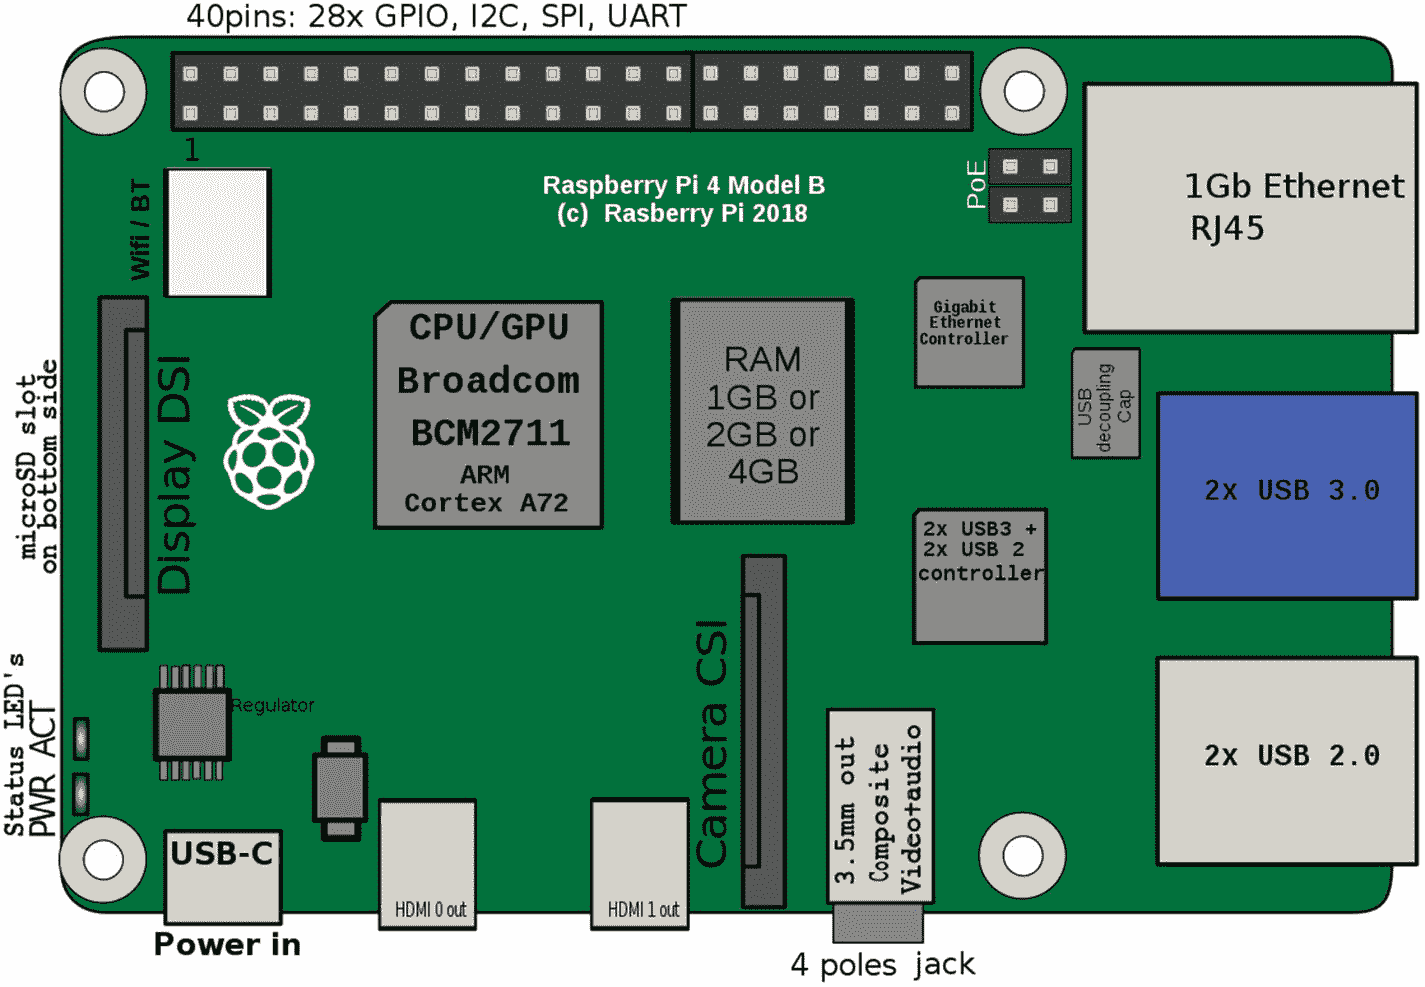 40pins: 28x GPIO, I2C, SPI, UART
1
Wifi / BT
Raspberry Pi 4 Model B
(c) Rasberry Pi 2018
PoE
1Gb Ethernet
RJ45
microSD slot
on bottom side
Display DSI
CPU/GPU
Broadcom
BCM2711
ARM
Cortex A72
RAM
1GB or
2GB or
4GB
Gigabit
Ethernet
Controller
USB
decoupling
Cap
2x USB 3.0
2x USB3 +
2x USB 2
controller
Status LED's
PWR ACT
Regulator
Camera CSI
3.5mm out
Composite
Video+audio
2x USB 2.0
USB-C
HDMI 0 out
HDMI 1 out
Power in
4 poles jack